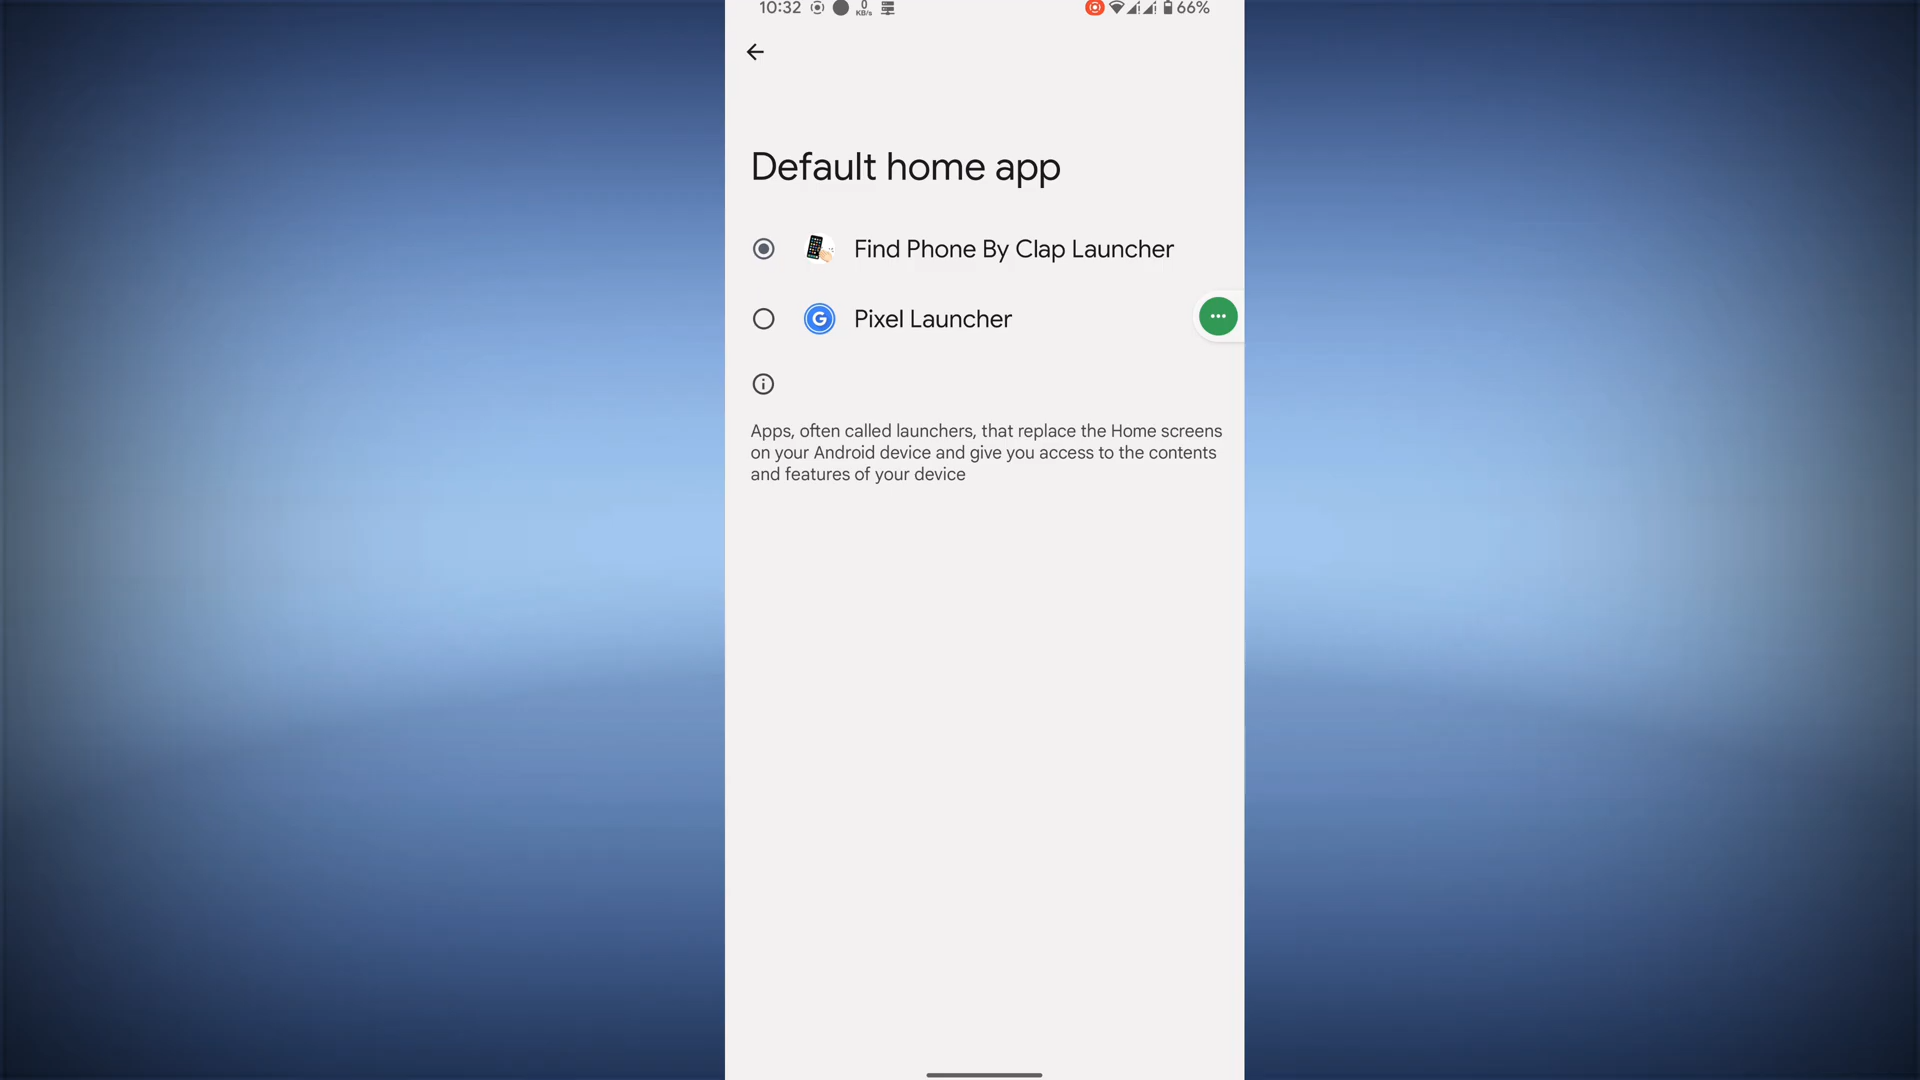 10:32 0 KB/s 66%
Default home app
Find Phone By Clap Launcher
G Pixel Launcher
Apps, often called launchers, that replace the Home screens
on your Android device and give you access to the contents
and features of your device